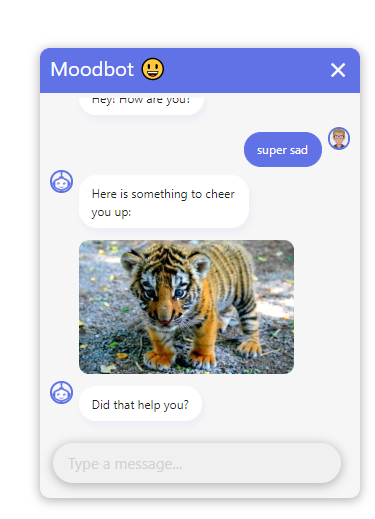 Moodbot 😃
Hey! How are you?
super sad
Here is something to cheer
you up:
Did that help you?
Type a message...